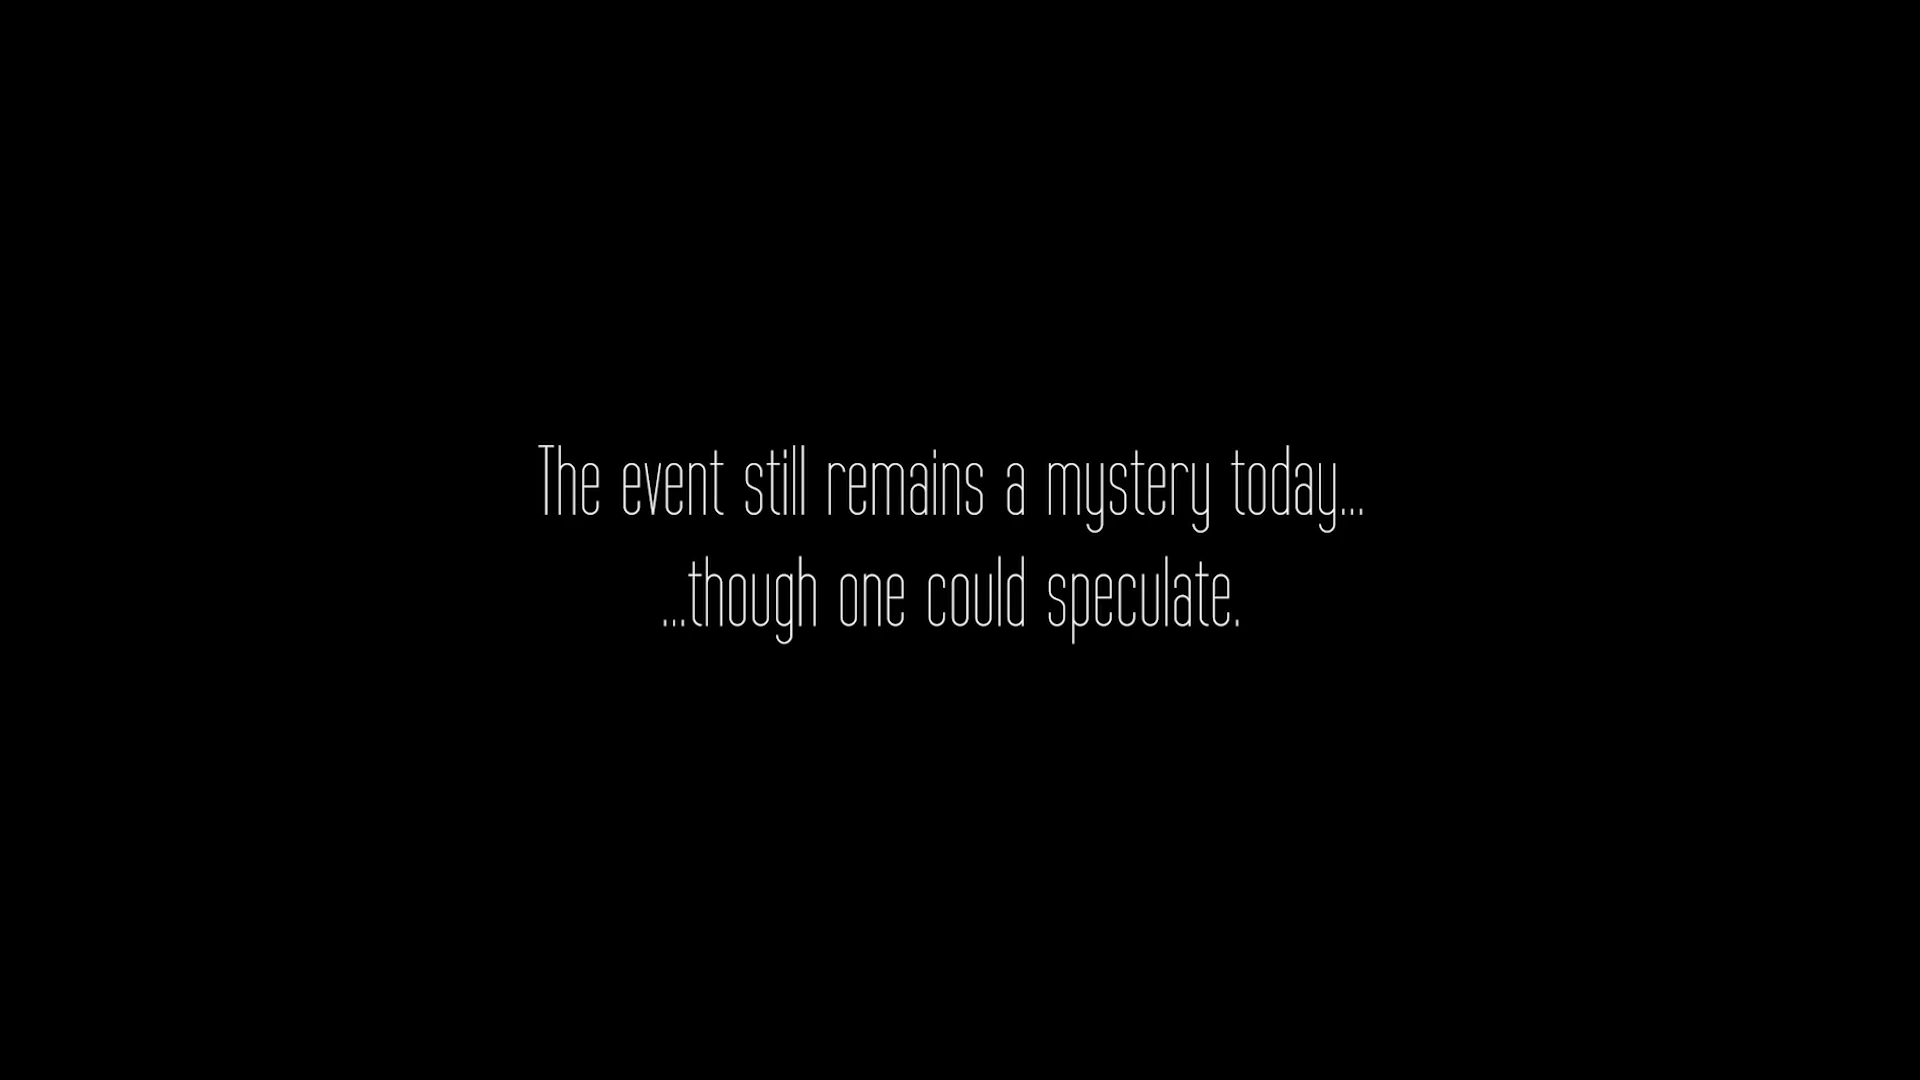 The event still remains a mystery today...
...though one could speculate.